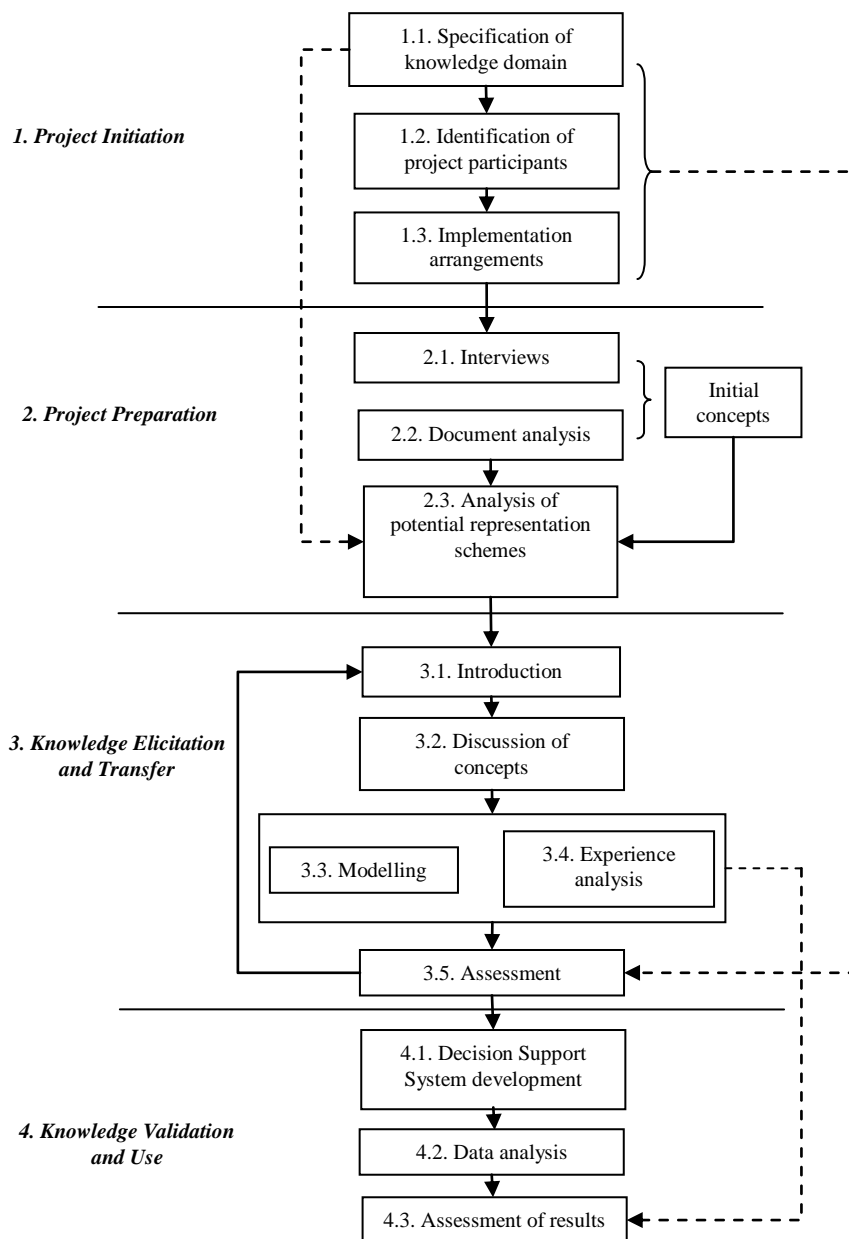 1.1. Specification of
knowledge domain
1. Project Initiation
1.2. Identification of
project participants
1.3. Implementation
arrangements
2.1. Interviews
2. Project Preparation
Initial
concepts
2.2. Document analysis
2.3. Analysis of
potential representation
schemes
3.1. Introduction
3. Knowledge Elicitation
and Transfer
3.2. Discussion of
concepts
3.3. Modelling
3.4. Experience
analysis
3.5. Assessment
4.1. Decision Support
System development
4. Knowledge Validation
and Use
4.2. Data analysis
4.3. Assessment of results